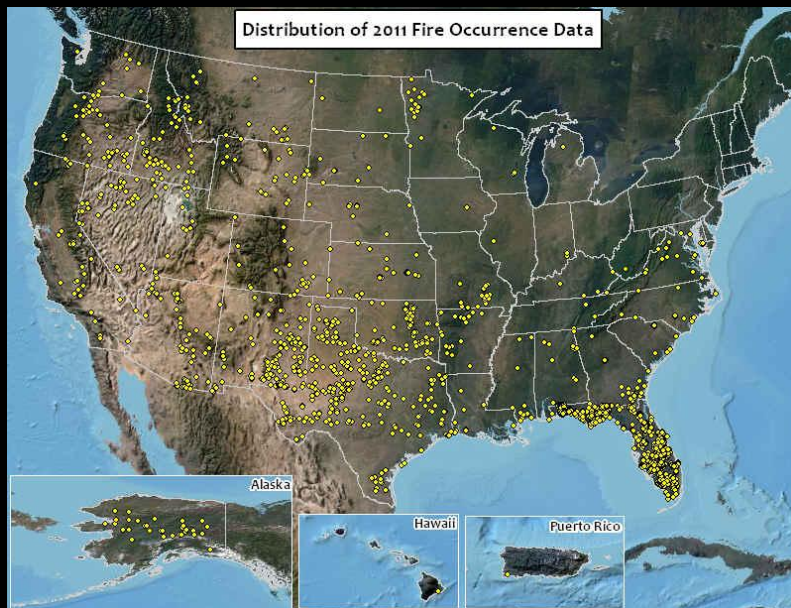 Distribution of 2011 Fire Occurrence Data
Alaska
Hawaii
Puerto Rico